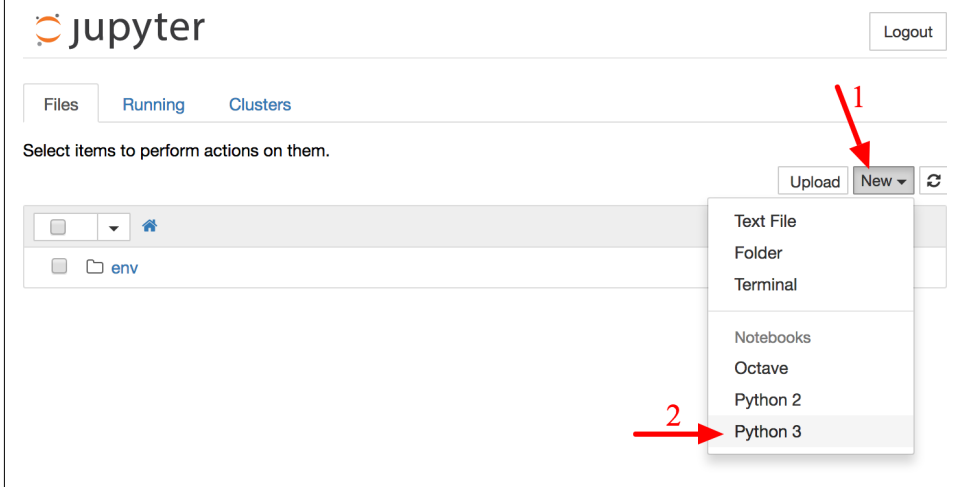 jupyter
Logout
Files Running Clusters
1
Select items to perform actions on them.
Upload New
Text File
Folder
Terminal
env
Notebooks
Octave
Python 2
2
Python 3